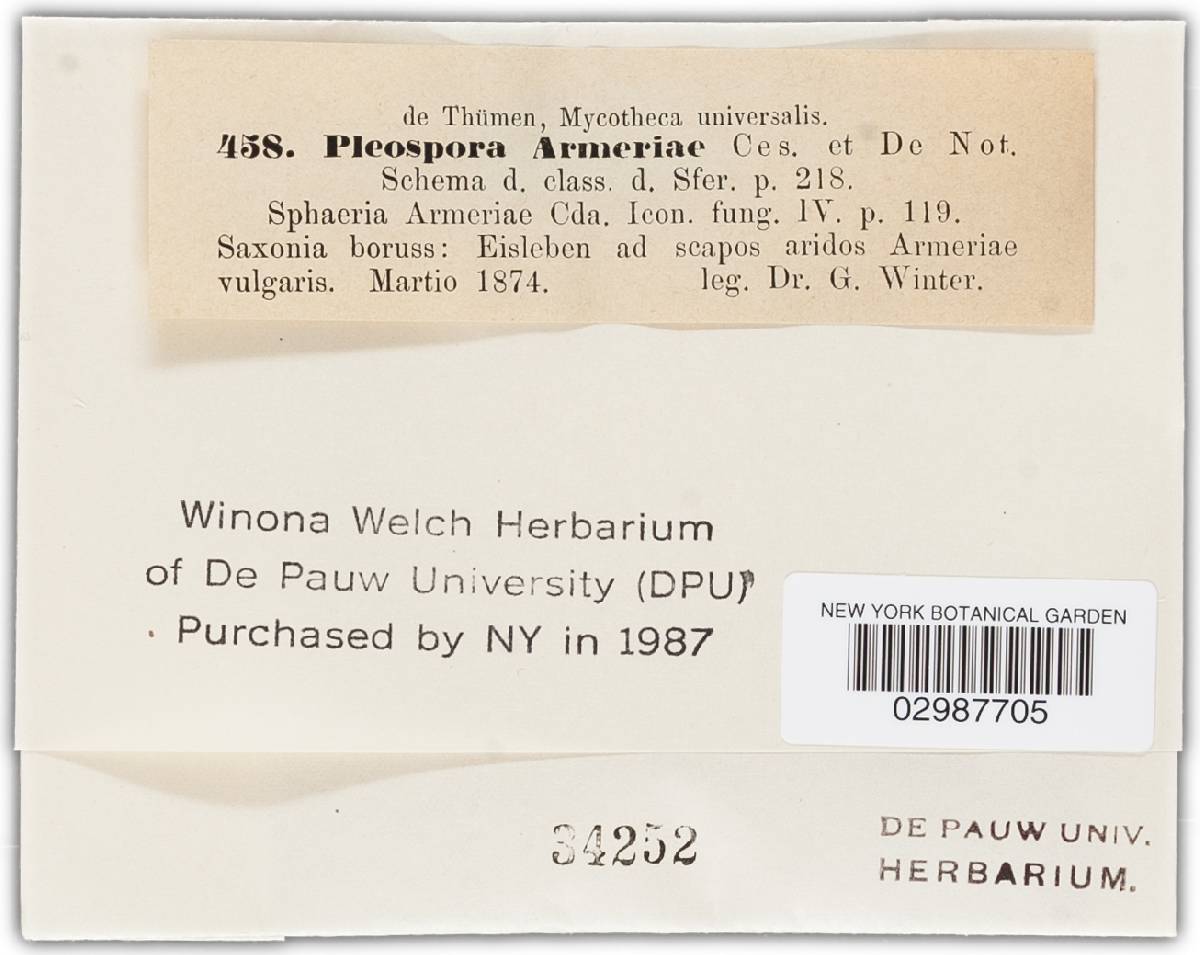 de Thümen, Mycotheca universalis.
458. Pleospora Armeriae Ces. et De Not.
Schema d. class. d. Sfer. p. 218.
Sphaeria Armeriae Cda. Icon. fung. IV. p. 119.
Saxonia boruss: Eisleben ad scapos aridos Armeriae
vulgaris. Martio 1874. leg. Dr. G. Winter.
Winona Welch Herbarium
of De Pauw University (DPU)
Purchased by NY in 1987
NEW YORK BOTANICAL GARDEN
02987705
34252
DE PAUW UNIV.
HERBARIUM.